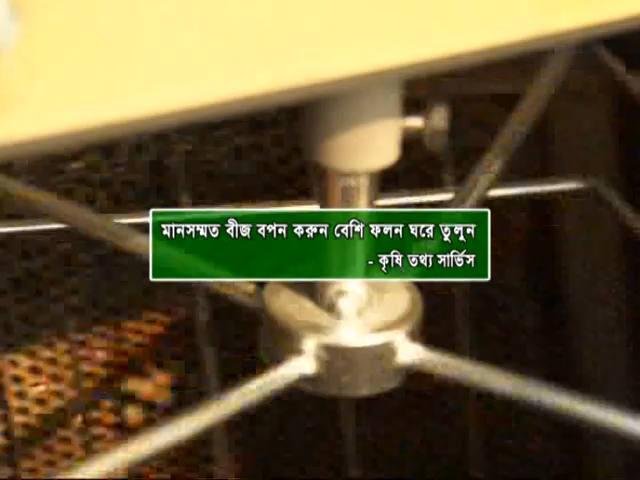 মানসম্মত বীজ বপন করুন বেশি ফলন ঘরে তুলুন
- কৃষি তথ্য সার্ভিস